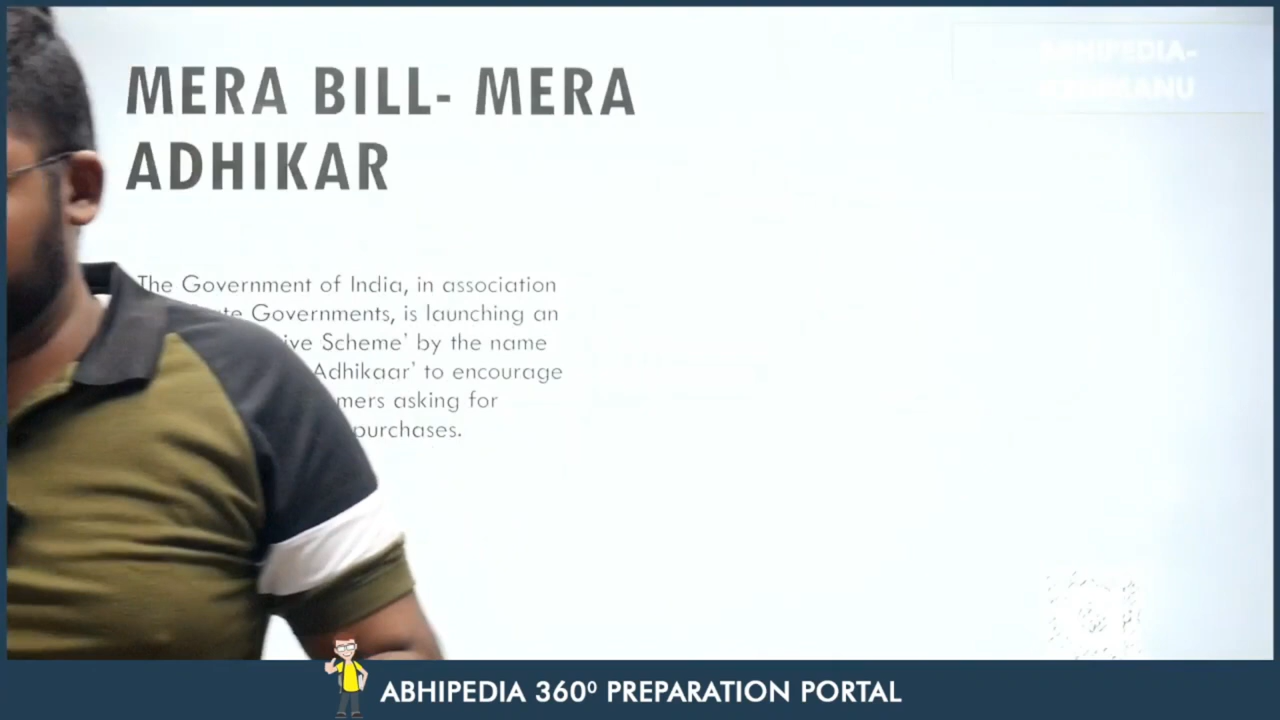 MERA BILL- MERA
ADHIKAR
ABHIPEDIA-
The Government of India, in association
Governments, is launching an
Scheme' by the name
Adhikaar' to encourage
asking for
purchases.
ABHIPEDIA 360⁰ PREPARATION PORTAL